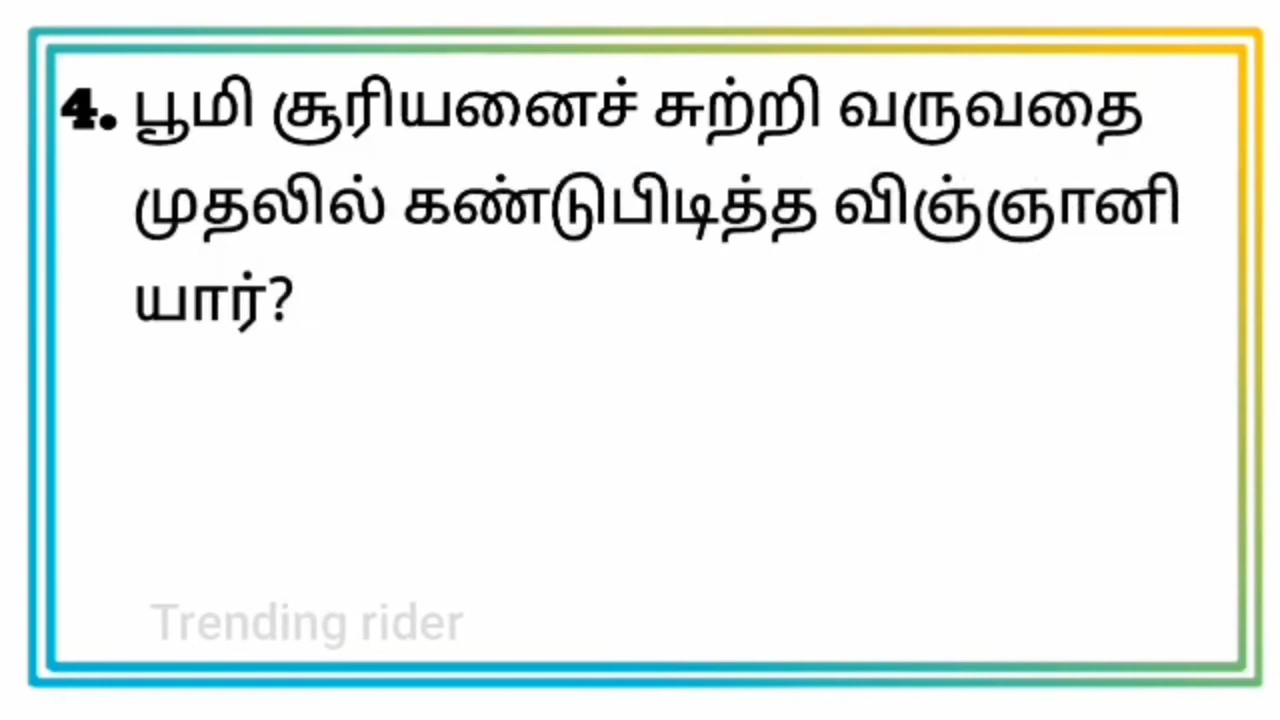 4. பூமி சூரியனைச் சுற்றி வருவதை
முதலில் கண்டுபிடித்த விஞ்ஞானி
யார்?
Trending rider